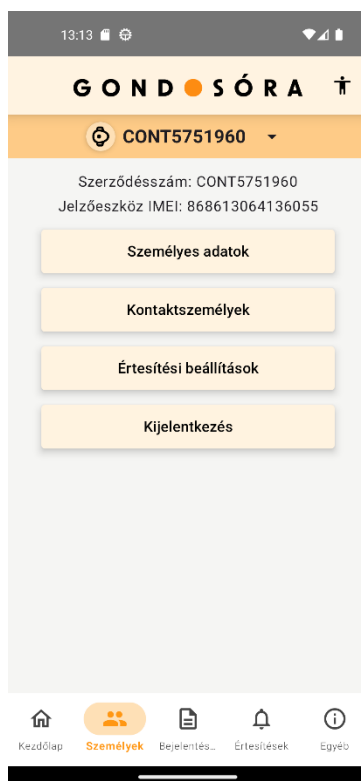 13:13
GONDOSÓRA
CONT5751960
Szerződésszám: CONT5751960
Jelzőeszköz IMEI: 868613064136055
Személyes adatok
Kontaktszemélyek
Értesítési beállítások
Kijelentkezés
Kezdőlap Személyek Bejelentés... Értesítések Egyéb